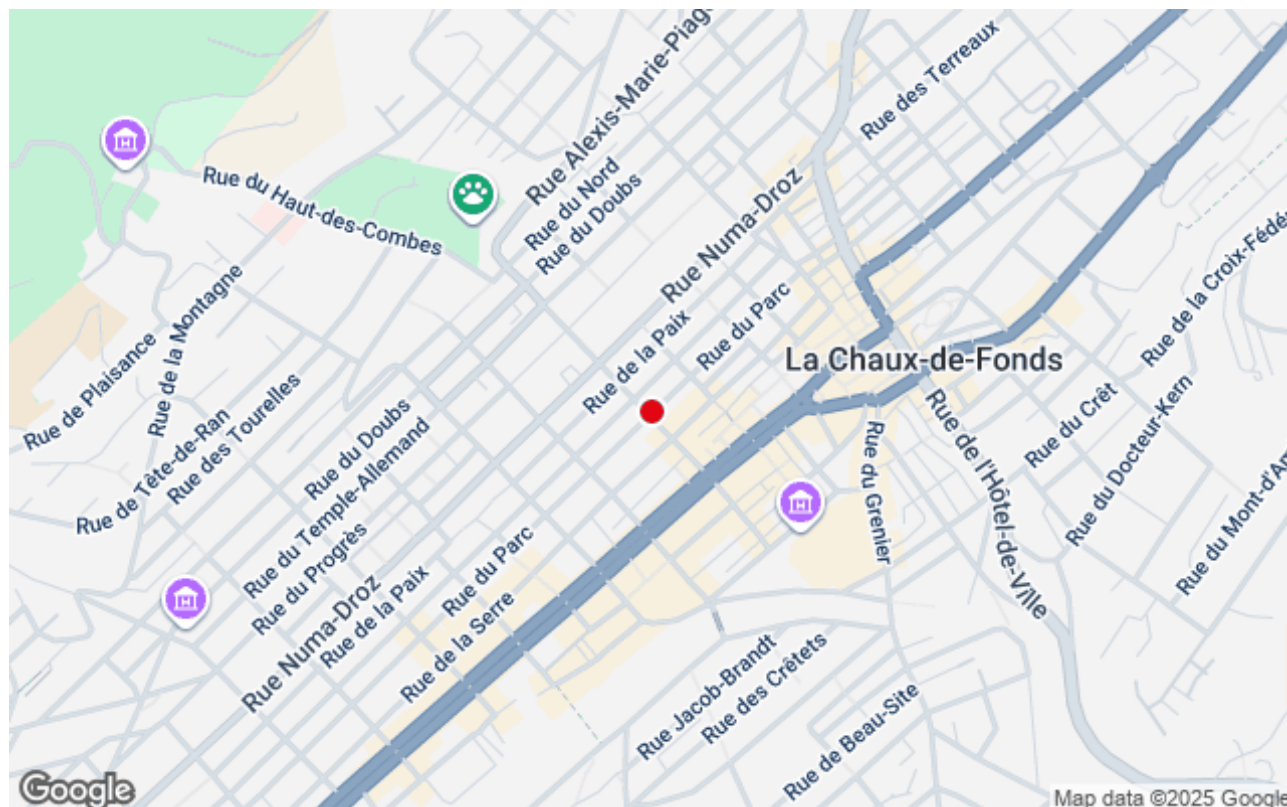 Rue Alexis-Marie-Piag
Rue des Terreaux
Rue du Haut-des-Combes
Rue du Nord
Rue du Doubs
Rue Numa-Droz
Rue de la Croix-Fédé
Rue de la Montagne
Rue de Plaisance
Rue du Parc
Rue de la Paix
La Chaux-de-Fonds
Rue de Tête-de-Ran
Rue des Tourelles
Rue du Doubs
Rue du Temple-Allemand
Rue du Progrès
Rue du Grenier
Rue de l'Hôtel-de-Ville
Rue du Crêt
Rue du Docteur-Kern
Rue du Mont-d'Am
Rue Numa-Droz
Rue de la Paix
Rue du Parc
Rue de la Serre
Rue Jacob-Brandt
Rue des Crêtets
Rue de Beau-Site
Google
Map data ©2025 Google